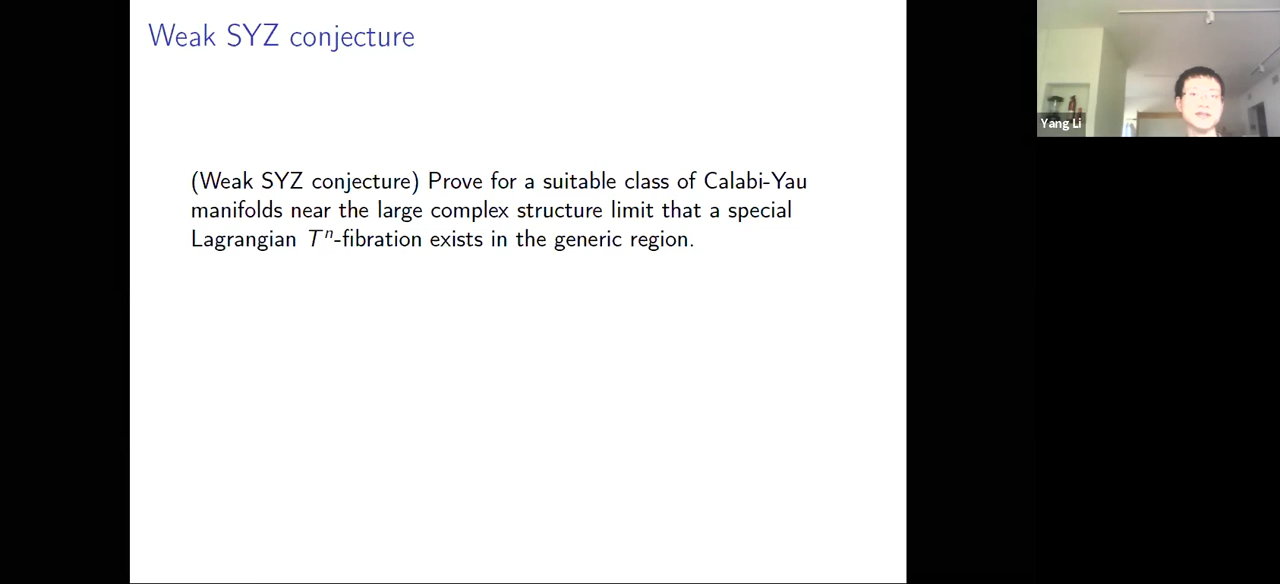 Weak SYZ conjecture
(Weak SYZ conjecture) Prove for a suitable class of Calabi-Yau
manifolds near the large complex structure limit that a special
Lagrangian Tⁿ-fibration exists in the generic region.
Yang Li